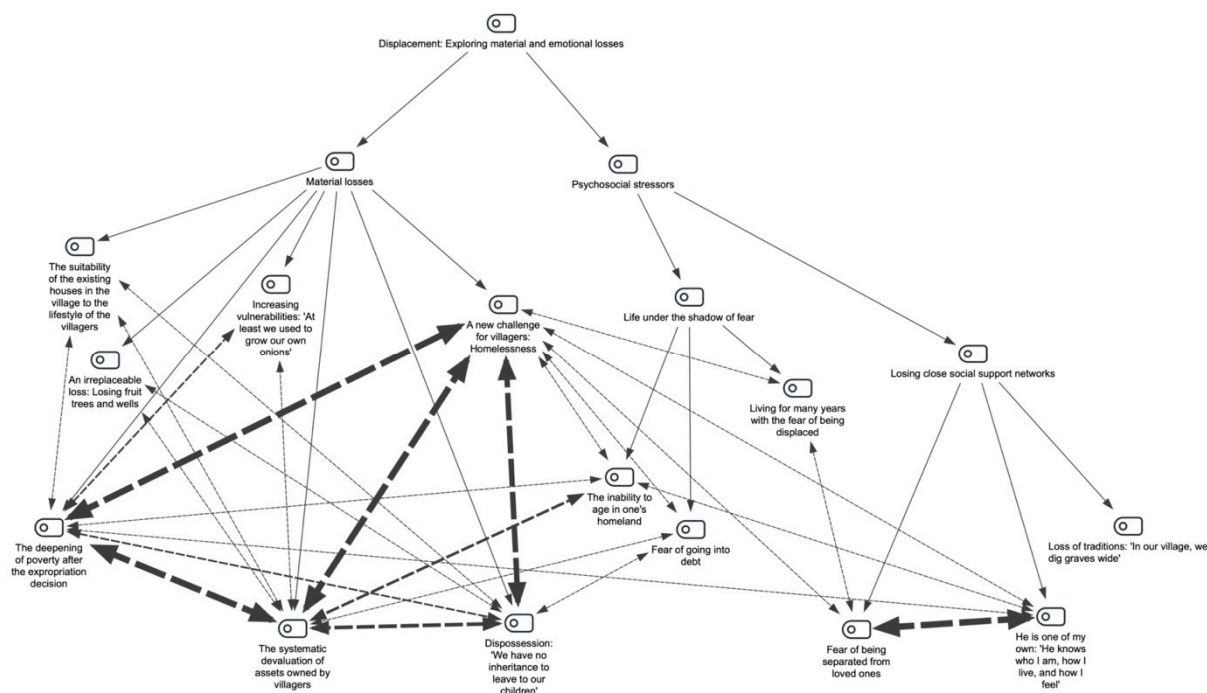 Displacement: Exploring material and emotional losses
Material losses
Psychosocial stressors
The suitability
of the existing
houses in the
village to the
lifestyle of the
villagers
Increasing
vulnerabilities: 'At
least we used to
grow our own
onions'
A new challenge
for villagers:
Homelessness
Life under the shadow of fear
An irreplaceable
loss: Losing fruit
trees and wells
Living for many years
with the fear of being
displaced
Losing close social support networks
The inability to
age in one's
homeland
The deepening
of poverty after
the expropriation
decision
Fear of going into
debt
Loss of traditions: 'In our village, we
dig graves wide'
The systematic
devaluation of
assets owned by
villagers
Dispossession:
'We have no
inheritance to
leave to our
children'
Fear of being
separated from
loved ones
He is one of my
own: 'He knows
who I am, how I
live, and how I
feel'